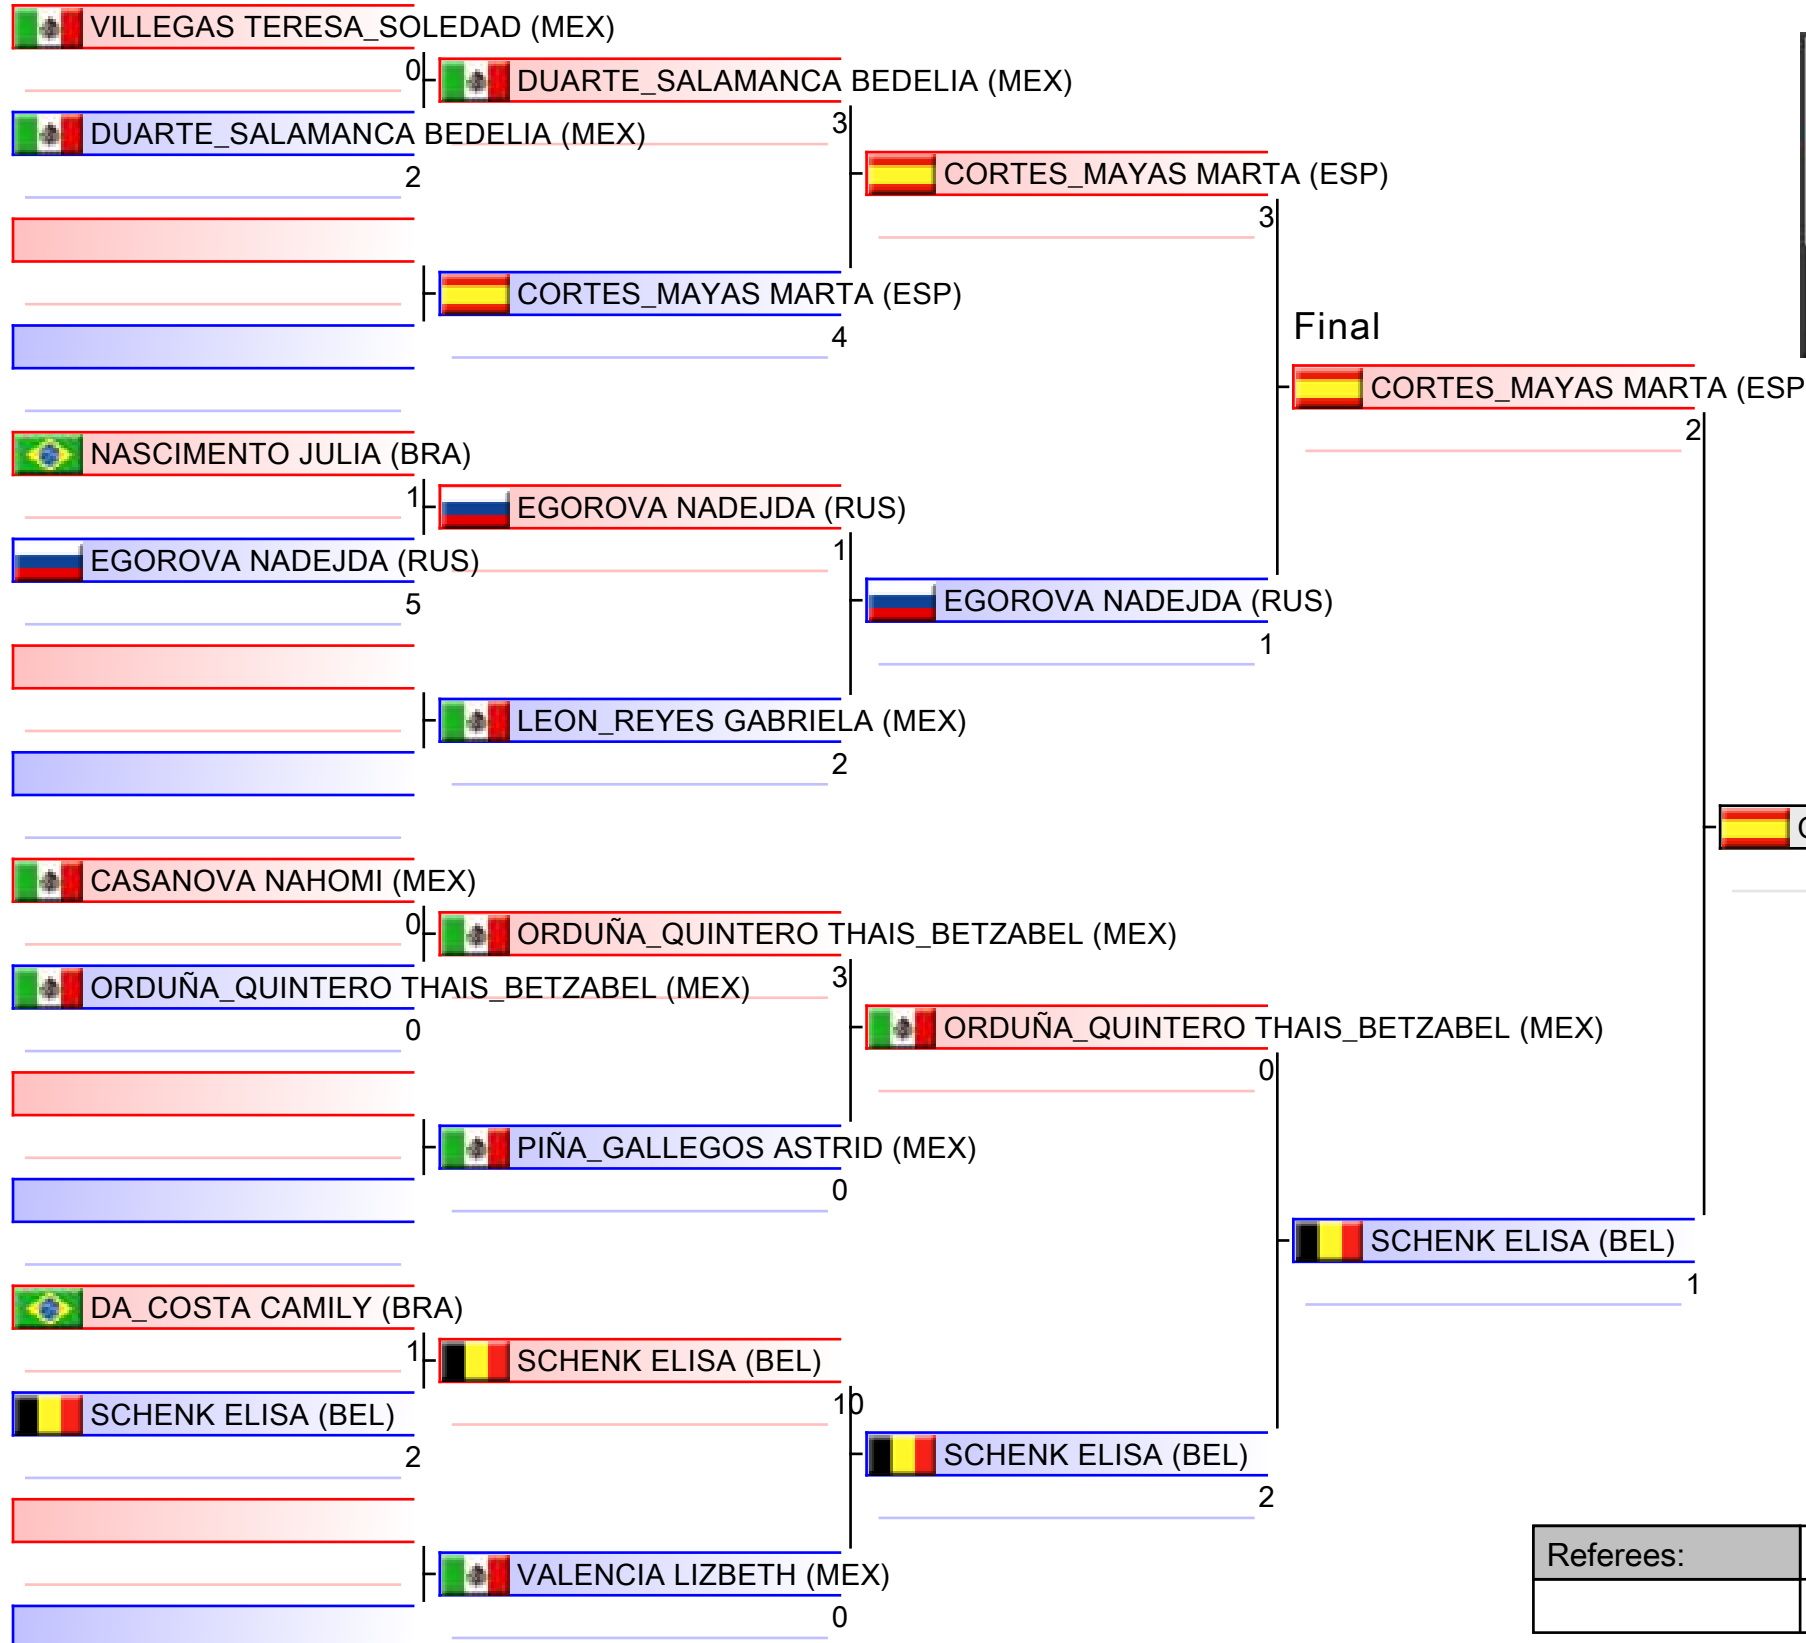 VILLEGAS TERESA_SOLEDAD (MEX)
0
DUARTE_SALAMANCA BEDELIA (MEX)
3
DUARTE_SALAMANCA BEDELIA (MEX)
2
CORTES_MAYAS MARTA (ESP)
3
CORTES_MAYAS MARTA (ESP)
4
Final
CORTES_MAYAS MARTA (ESP
2
NASCIMENTO JULIA (BRA)
1
EGOROVA NADEJDA (RUS)
1
EGOROVA NADEJDA (RUS)
5
EGOROVA NADEJDA (RUS)
1
LEON_REYES GABRIELA (MEX)
2
CASANOVA NAHOMI (MEX)
0
ORDUÑA_QUINTERO THAIS_BETZABEL (MEX)
3
ORDUÑA_QUINTERO THAIS_BETZABEL (MEX)
0
ORDUÑA_QUINTERO THAIS_BETZABEL (MEX)
0
PIÑA_GALLEGOS ASTRID (MEX)
0
SCHENK ELISA (BEL)
1
DA_COSTA CAMILY (BRA)
1
SCHENK ELISA (BEL)
10
SCHENK ELISA (BEL)
2
SCHENK ELISA (BEL)
2
VALENCIA LIZBETH (MEX)
0
Referees: